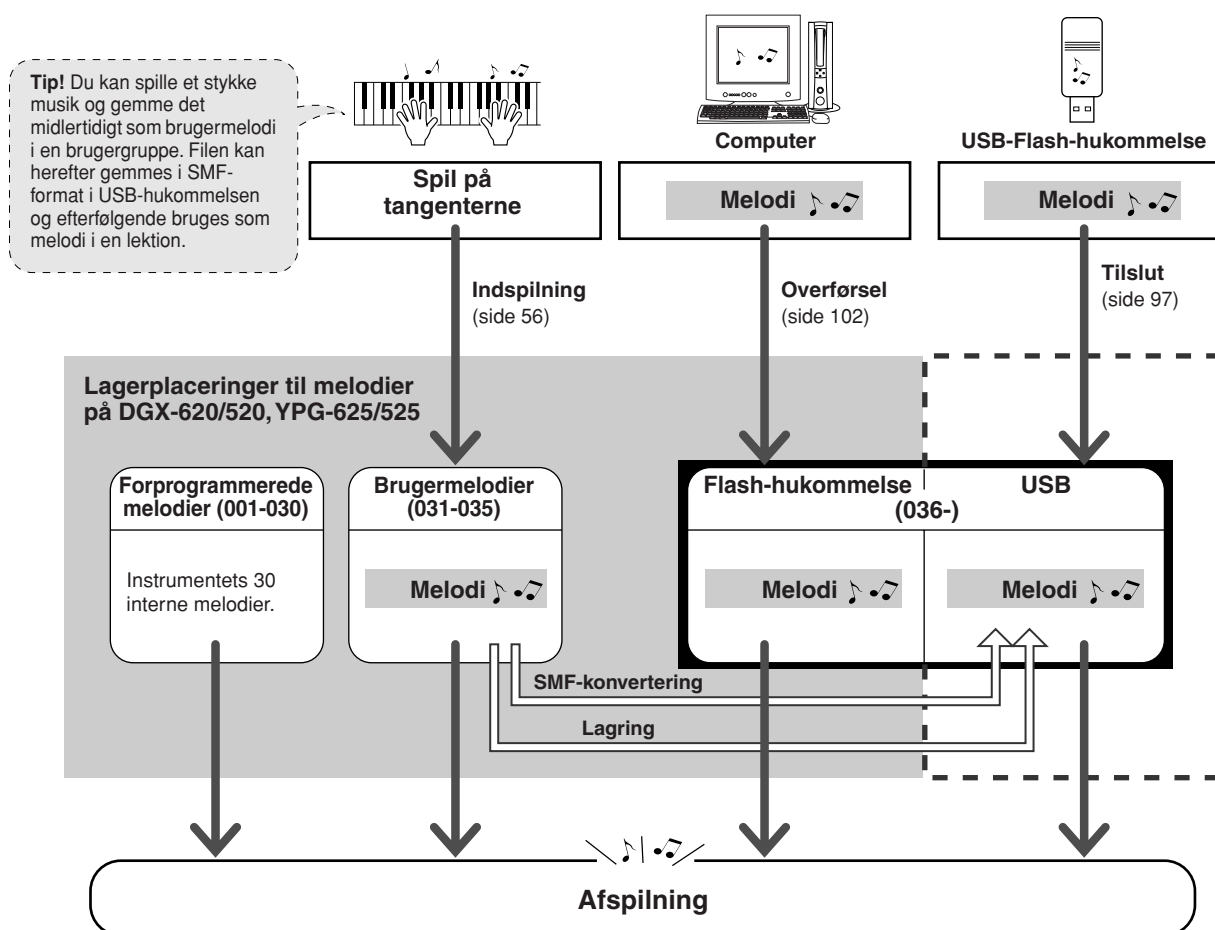 Tip! Du kan spille et stykke
musik og gemme det
midlertidigt som brugermelodi
i en brugergruppe. Filen kan
herefter gemmes i SMF-
format i USB-hukommelsen
og efterfølgende bruges som
melodi i en lektion.
Computer
USB-Flash-hukommelse
Spil på
tangenterne
Melodi
Melodi
Indspilning
(side 56)
Overførsel
(side 102)
Tilslut
(side 97)
Lagerplaceringer til melodier
på DGX-620/520, YPG-625/525
Forprogrammerede
melodier (001-030)
Instrumentets 30
interne melodier.
Brugermelodier
(031-035)
Melodi
Flash-hukommelse
USB
(036-)
Melodi
Melodi
SMF-konvertering
Lagring
Afspilning